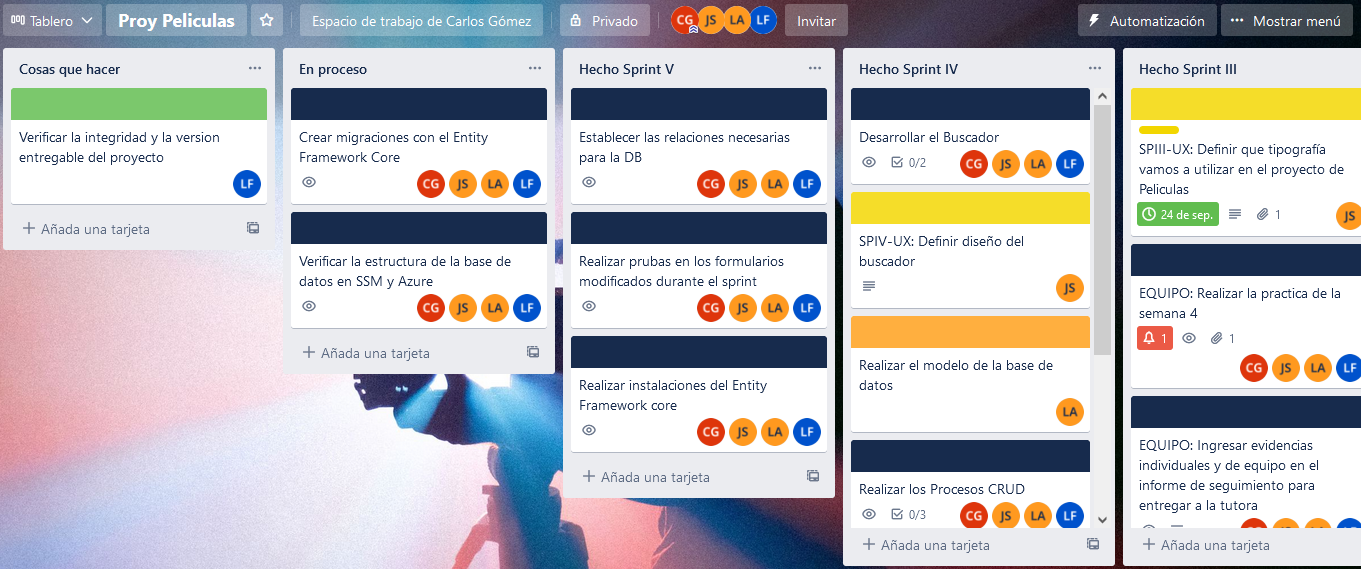 Tablero
Proy Peliculas
Espacio de trabajo de Carlos Gómez
Privado
CG JS LA LF
Invitar
Automatización
Mostrar menú
Cosas que hacer
Verificar la integridad y la version
entregable del proyecto
LF
Añada una tarjeta
En proceso
Crear migraciones con el Entity
Framework Core
CG JS LA LF
Verificar la estructura de la base de
datos en SSM y Azure
CG JS LA LF
Añada una tarjeta
Hecho Sprint V
Establecer las relaciones necesarias
para la DB
CG JS LA LF
Realizar prubas en los formularios
modificados durante el sprint
CG JS LA LF
Realizar instalaciones del Entity
Framework core
CG JS LA LF
Añada una tarjeta
Hecho Sprint IV
Desarrollar el Buscador
0/2 CG JS LA LF
SPIV-UX: Definir diseño del
buscador
JS
Realizar el modelo de la base de
datos
LA
Realizar los Procesos CRUD
0/3 CG JS LA LF
Añada una tarjeta
Hecho Sprint III
SPIII-UX: Definir que tipografía
vamos a utilizar en el proyecto de
Peliculas
24 de sep. 1 JS
EQUIPO: Realizar la practica de la
semana 4
1 1
CG JS LA LF
EQUIPO: Ingresar evidencias
individuales y de equipo en el
informe de seguimiento para
entregar a la tutora
Añada una tarjeta